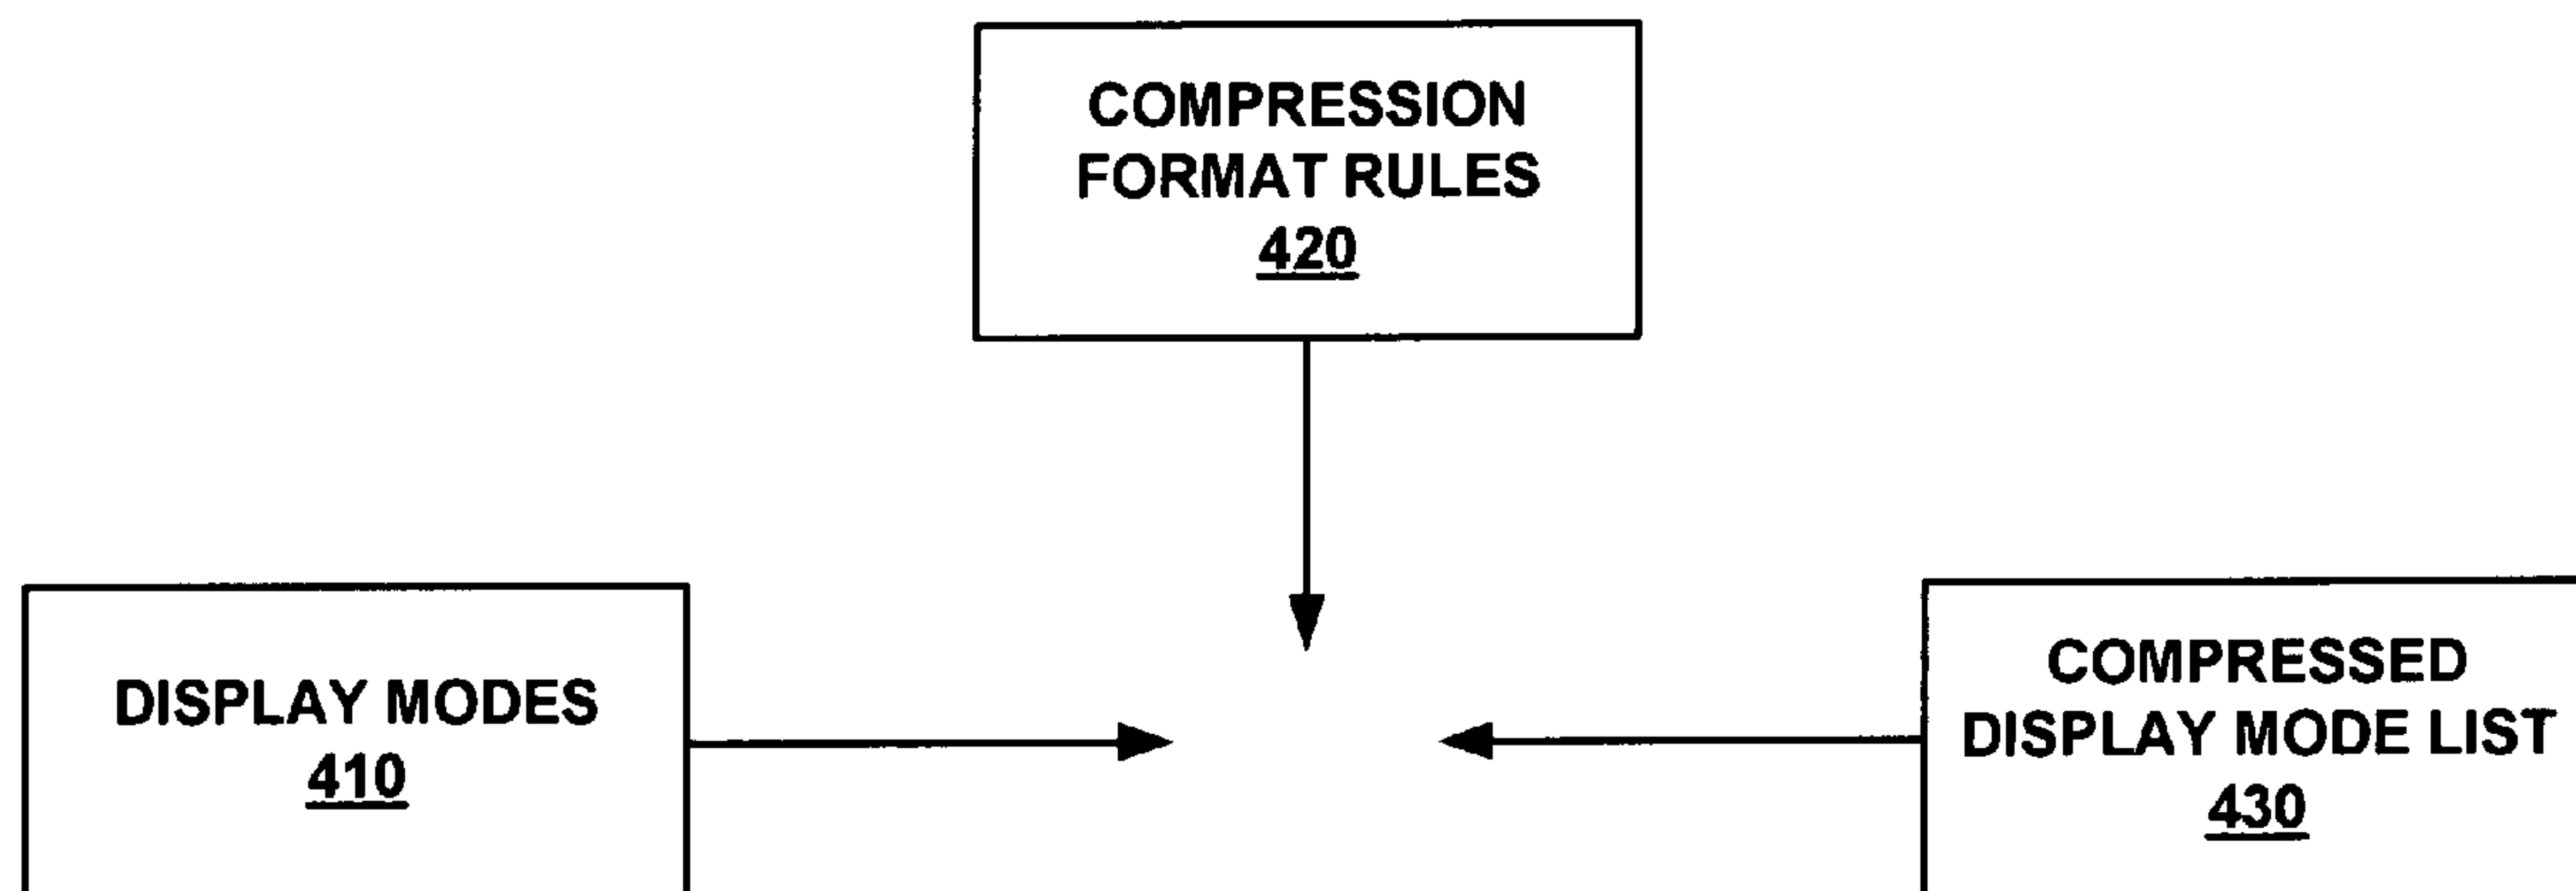 COMPRESSION
FORMAT RULES
420
DISPLAY MODES
410
COMPRESSED
DISPLAY MODE LIST
430